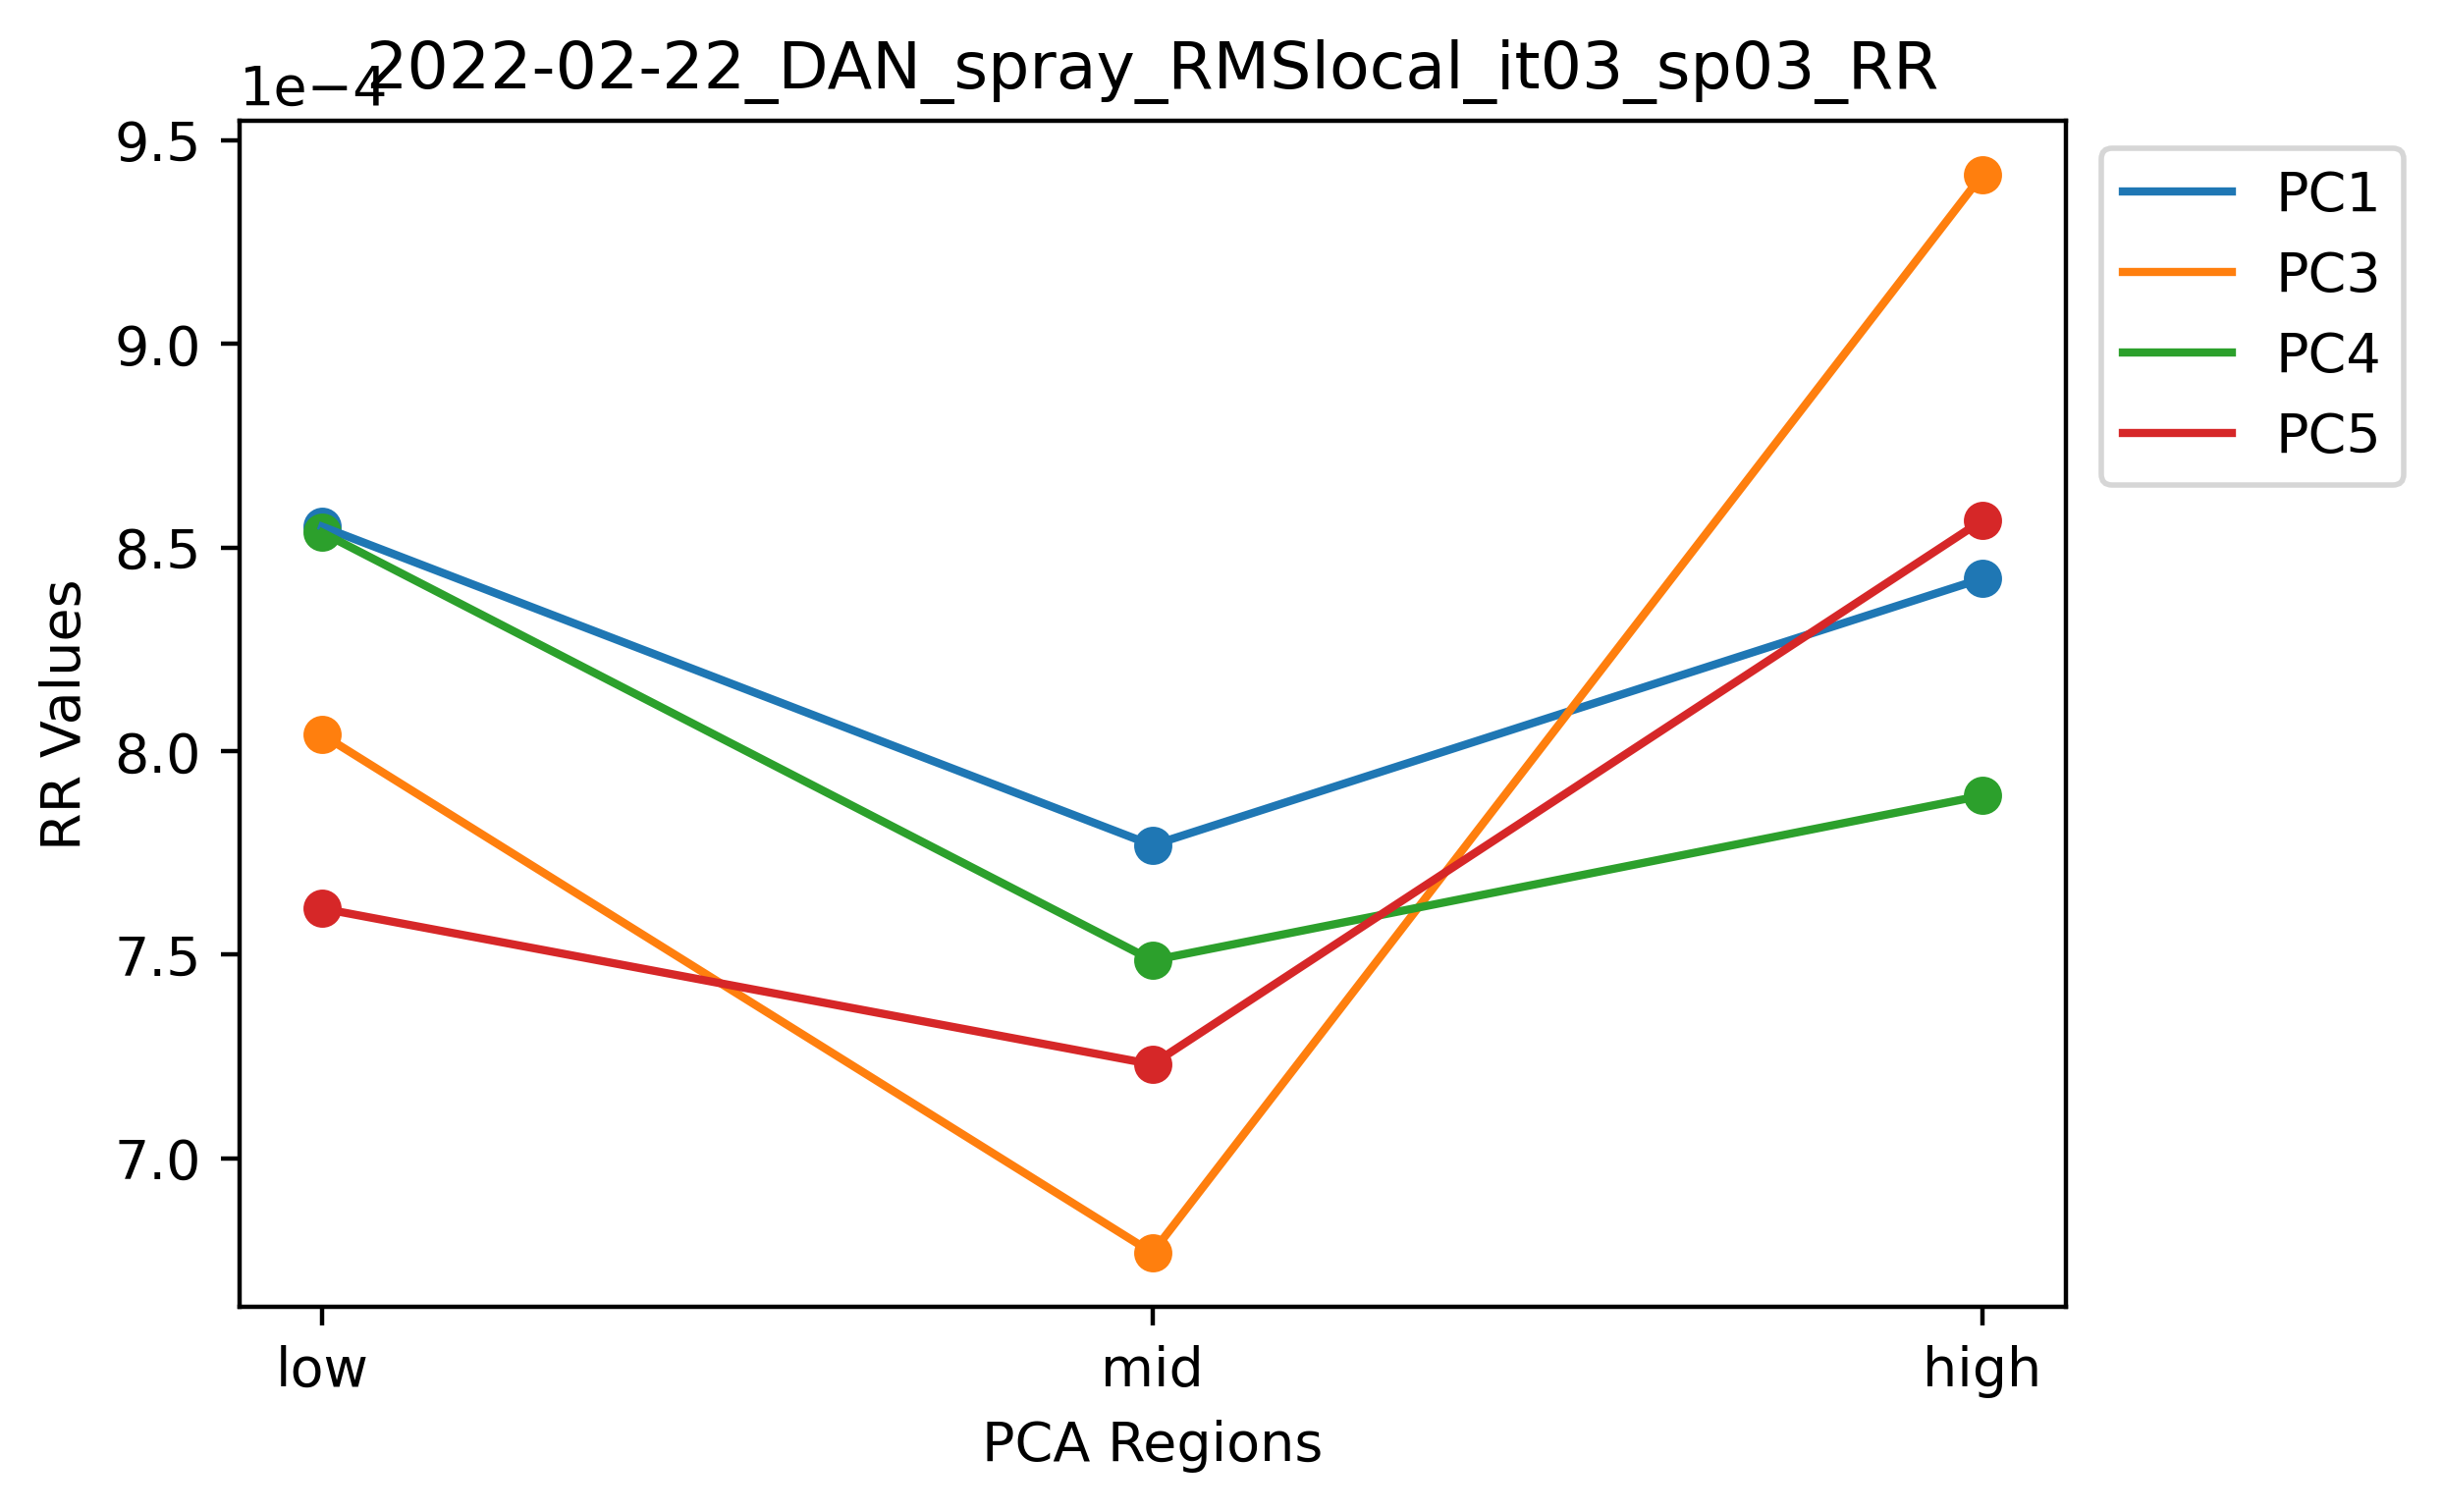 2022-02-22_DAN_spray_RMSlocal_it03_sp03_RR
1e−4
9.5
9.0
8.5
8.0
7.5
7.0
RR Values
low mid high
PCA Regions
PC1
PC3
PC4
PC5